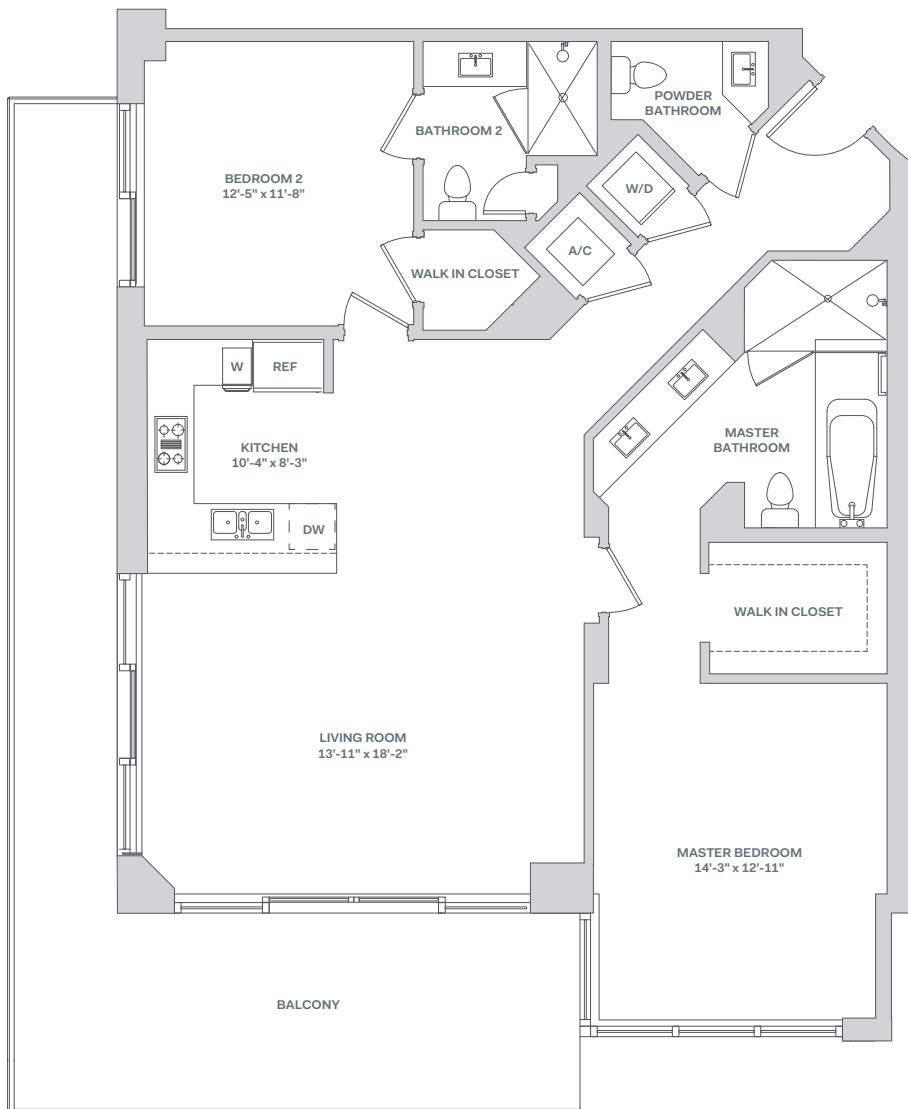 POWDER
BATHROOM
BATHROOM 2
BEDROOM 2
12'-5" x 11'-8"
W/D
A/C
WALK IN CLOSET
W
REF
KITCHEN
10'-4" x 8'-3"
MASTER
BATHROOM
DW
WALK IN CLOSET
LIVING ROOM
13'-11" x 18'-2"
MASTER BEDROOM
14'-3" x 12'-11"
BALCONY